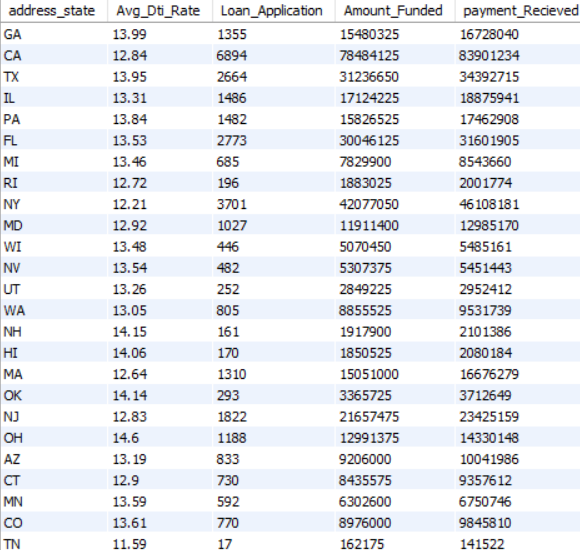 address_state Avg_Dti_Rate Loan_Application Amount_Funded payment_Recieved
GA 13.99 1355 15480325 16728040
CA 12.84 6894 78484125 83901234
TX 13.95 2664 31236650 34392715
IL 13.31 1486 17124225 18875941
PA 13.84 1482 15826525 17462908
FL 13.53 2773 30046125 31601905
MI 13.46 685 7829900 8543660
RI 12.72 196 1883025 2001774
NY 12.21 3701 42077050 46108181
MD 12.92 1027 11911400 12985170
WI 13.48 446 5070450 5485161
NV 13.54 482 5307375 5451443
UT 13.26 252 2849225 2952412
WA 13.05 805 8855525 9531739
NH 14.15 161 1917900 2101386
HI 14.06 170 1850525 2080184
MA 12.64 1310 15051000 16676279
OK 14.14 293 3365725 3712649
NJ 12.83 1822 21657475 23425159
OH 14.6 1188 12991375 14330148
AZ 13.19 833 9206000 10041986
CT 12.9 730 8435575 9357612
MN 13.59 592 6302600 6750746
CO 13.61 770 8976000 9845810
TN 11.59 17 162175 141522